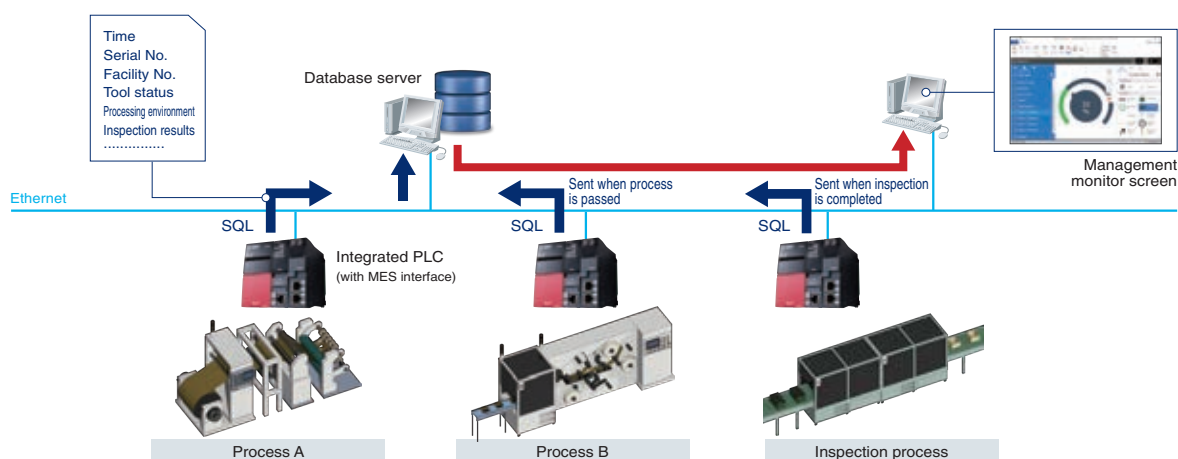 Time
Serial No.
Facility No.
Tool status
Processing environment
Inspection results
...............
Database server
Management
monitor screen
Ethernet
Sent when process
is passed
Sent when inspection
is completed
SQL
SQL
SQL
Integrated PLC
(with MES interface)
Process A
Process B
Inspection process